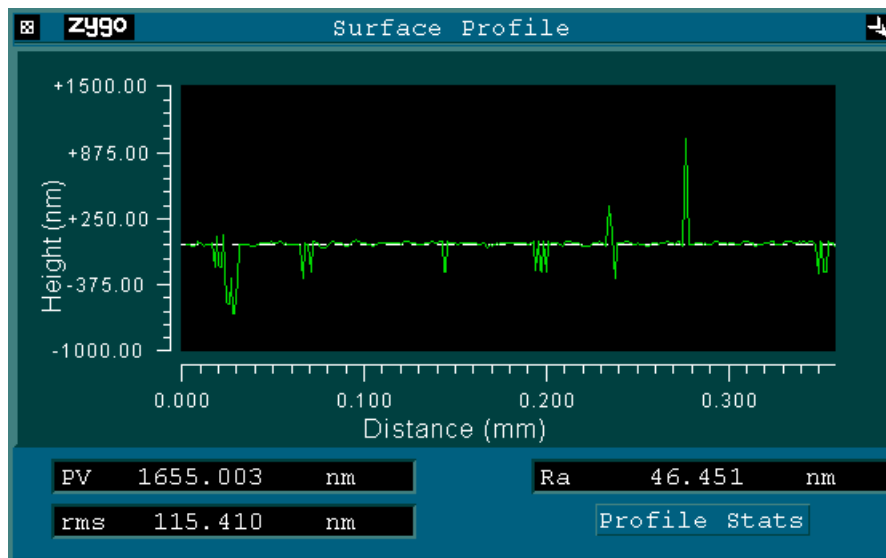 zygo Surface Profile
+1500.00
+875.00
+250.00
-375.00
-1000.00
Height (nm)
0.000 0.100 0.200 0.300
Distance (mm)
PV 1655.003 nm Ra 46.451 nm
rms 115.410 nm Profile Stats